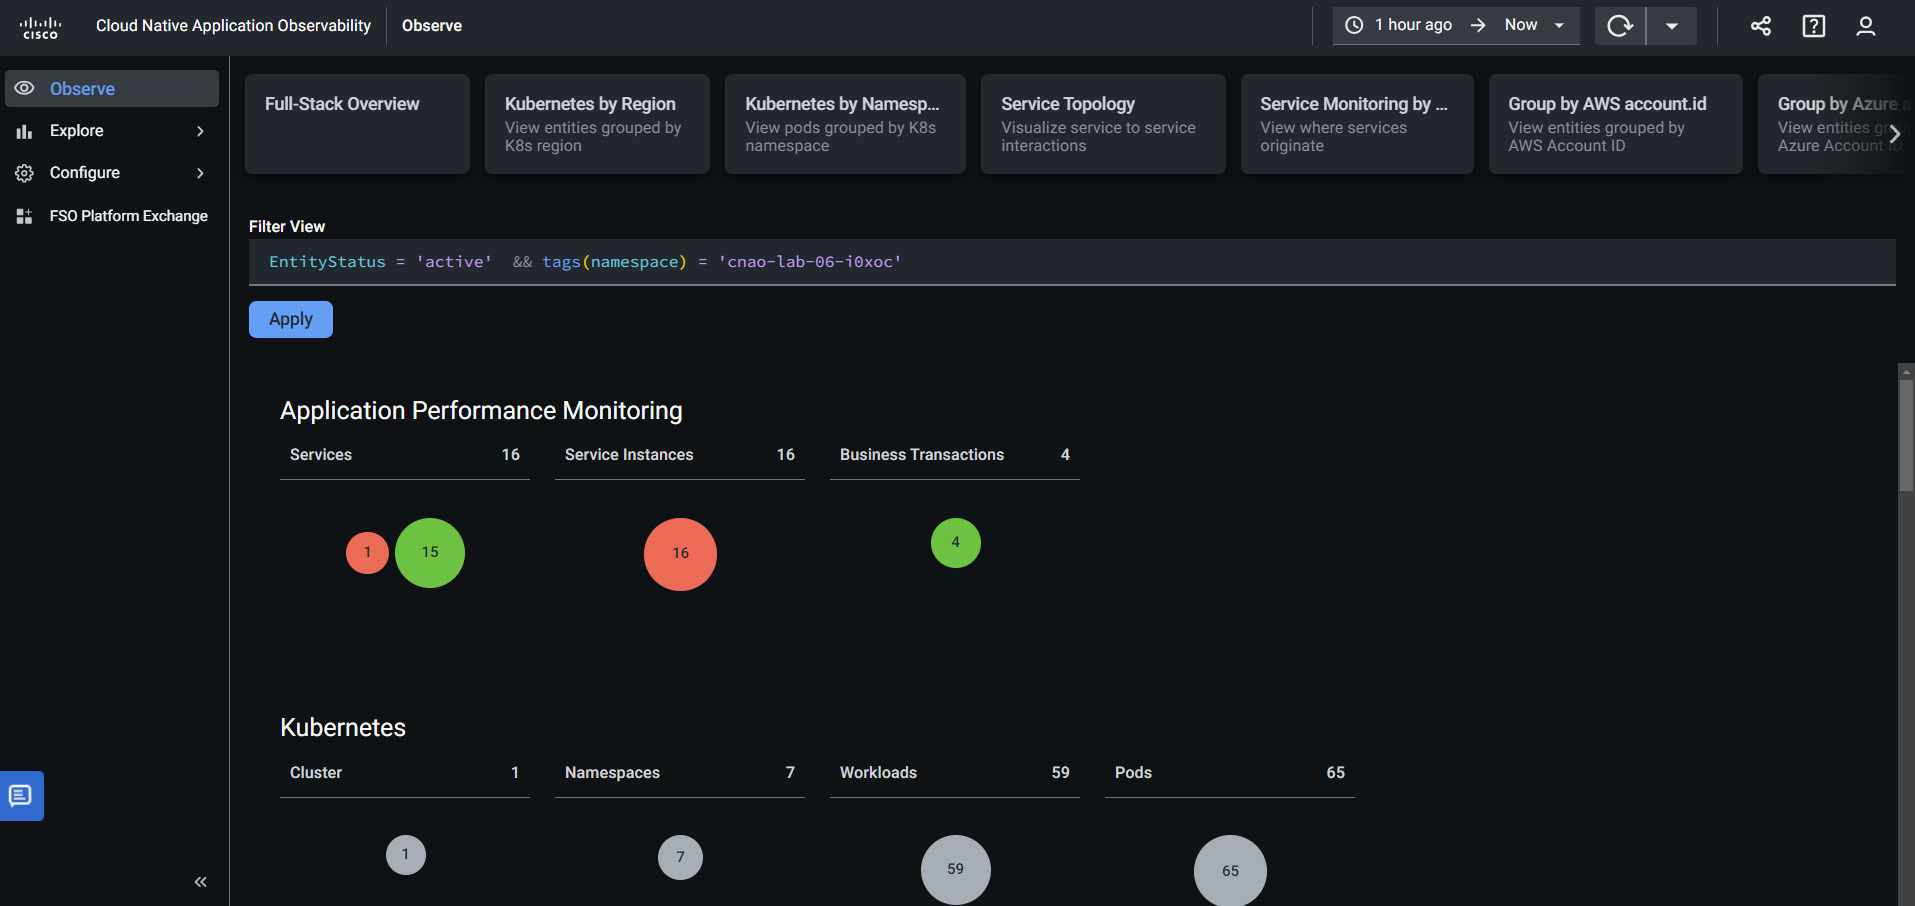 cisco
Cloud Native Application Observability
Observe
1 hour ago → Now
Observe
Explore
Configure
FSO Platform Exchange
Full-Stack Overview
Kubernetes by Region
View entities grouped by
K8s region
Kubernetes by Namesp...
View pods grouped by K8s
namespace
Service Topology
Visualize service to service
interactions
Service Monitoring by ...
View where services
originate
Group by AWS account.id
View entities grouped by
AWS Account ID
Group by Azure a
View entities grou
Azure Account ID
Filter View
EntityStatus = 'active'  && tags(namespace) = 'cnao-lab-06-i0xoc'
Apply
Application Performance Monitoring
Services 16
Service Instances 16
Business Transactions 4
1
15
16
4
Kubernetes
Cluster 1
Namespaces 7
Workloads 59
Pods 65
1
7
59
65